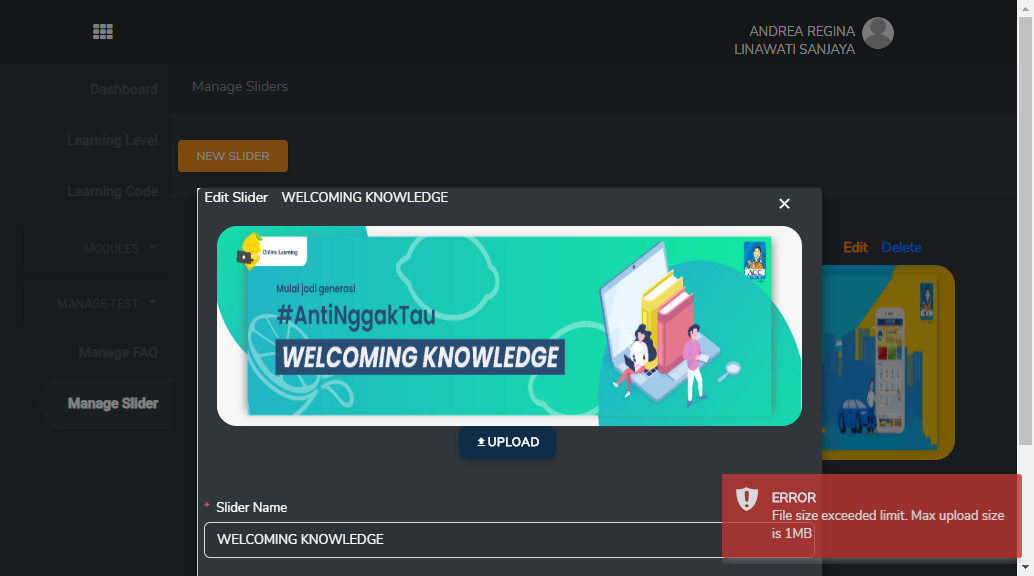 ANDREA REGINA
LINAWATI SANJAYA
Dashboard
Manage Sliders
Learning Level
NEW SLIDER
Learning Code
Edit Slider WELCOMING KNOWLEDGE
MODULES
MANAGE TEST
Manage FAQ
Manage Slider
Online Learning
ACC
Mulai jadi generasi
#AntiNggakTau
WELCOMING KNOWLEDGE
Edit Delete
UPLOAD
* Slider Name
WELCOMING KNOWLEDGE
ERROR
File size exceeded limit. Max upload size
is 1MB